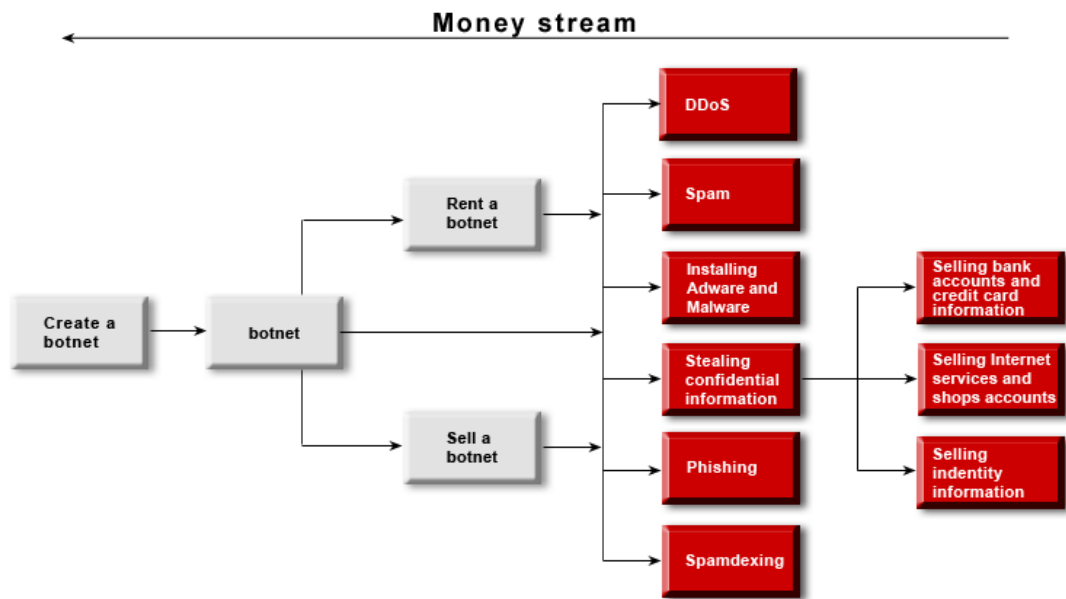 Money stream
DDoS
Spam
Rent a
botnet
Installing
Adware and
Malware
Selling bank
accounts and
credit card
information
Create a
botnet
botnet
Stealing
confidential
information
Selling Internet
services and
shops accounts
Sell a
botnet
Phishing
Selling
indentity
information
Spamdexing